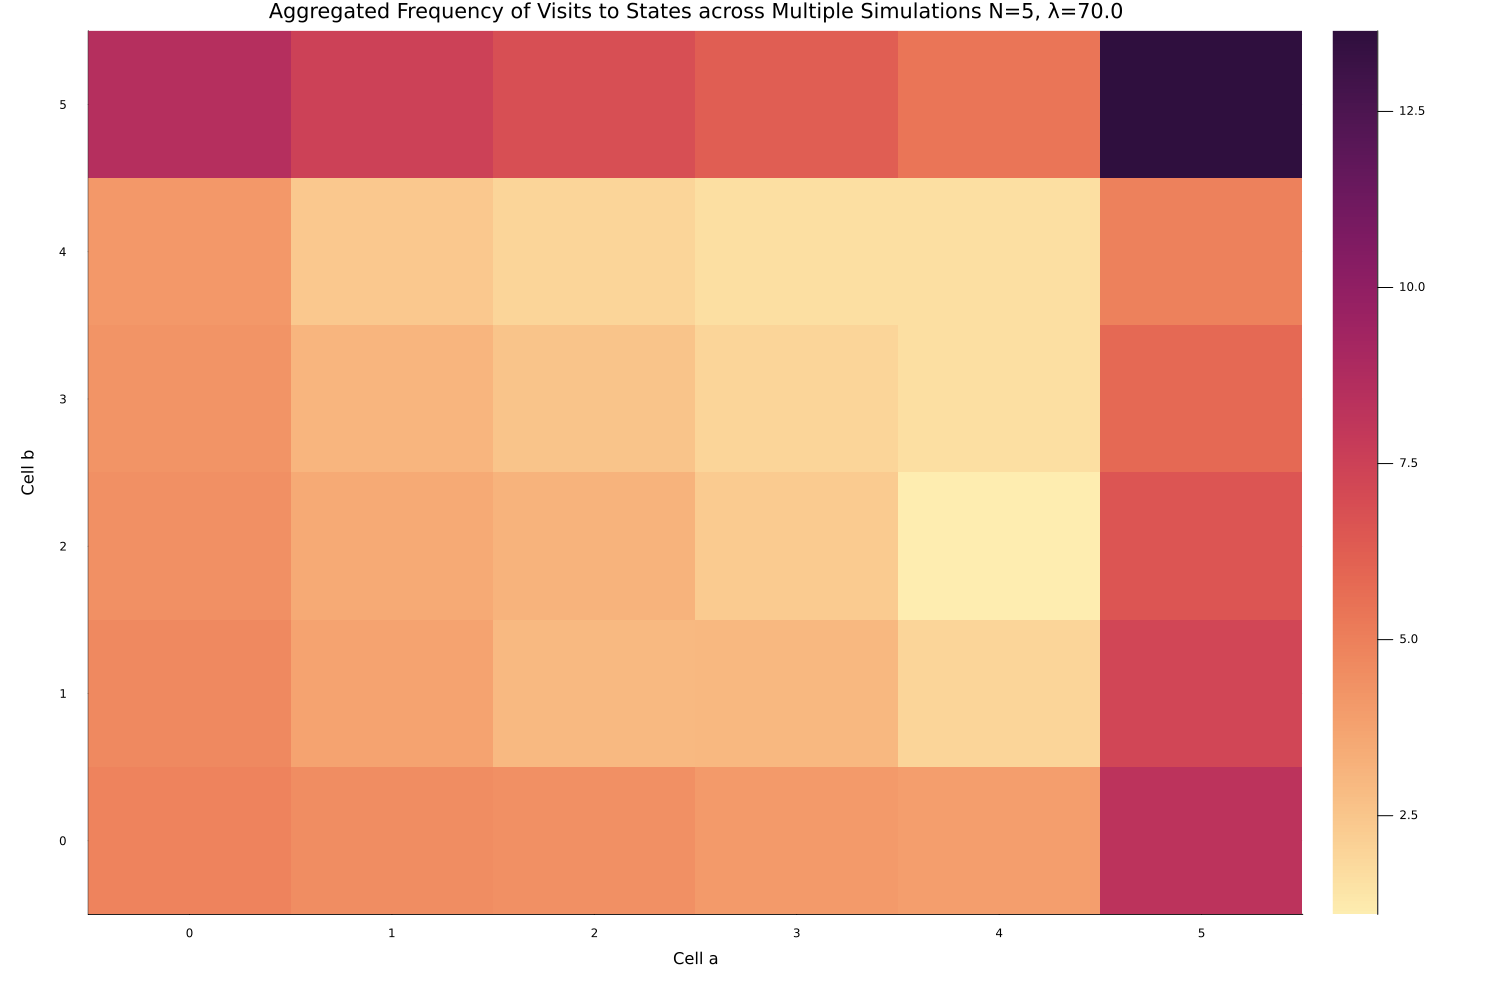 Aggregated Frequency of Visits to States across Multiple Simulations N=5, λ=70.0
5
4
3
2
1
0
Cell b
0 1 2 3 4 5
Cell a
12.5
10.0
7.5
5.0
2.5